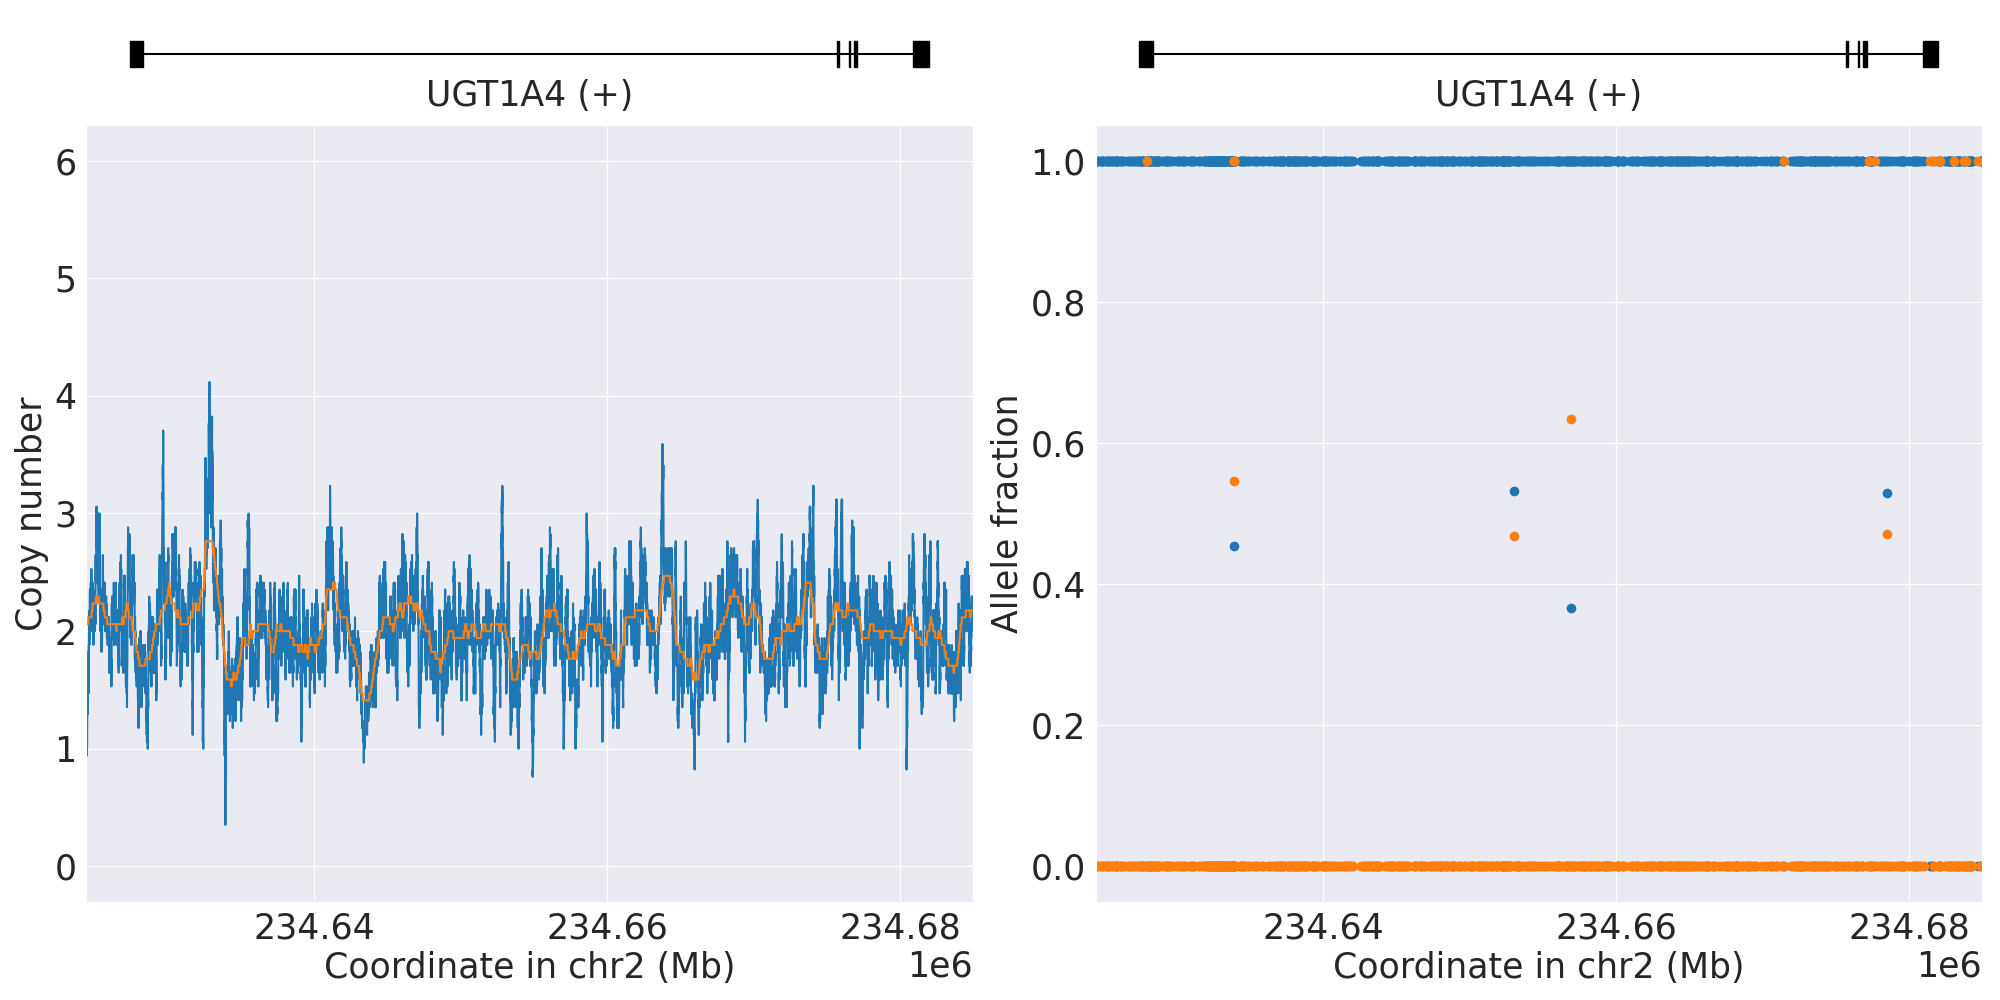 UGT1A4 (+)
6
5
4
3
2
1
0
Copy number
234.64 234.66 234.68
1e6
Coordinate in chr2 (Mb)
UGT1A4 (+)
1.0
0.8
0.6
0.4
0.2
0.0
Allele fraction
234.64 234.66 234.68
1e6
Coordinate in chr2 (Mb)